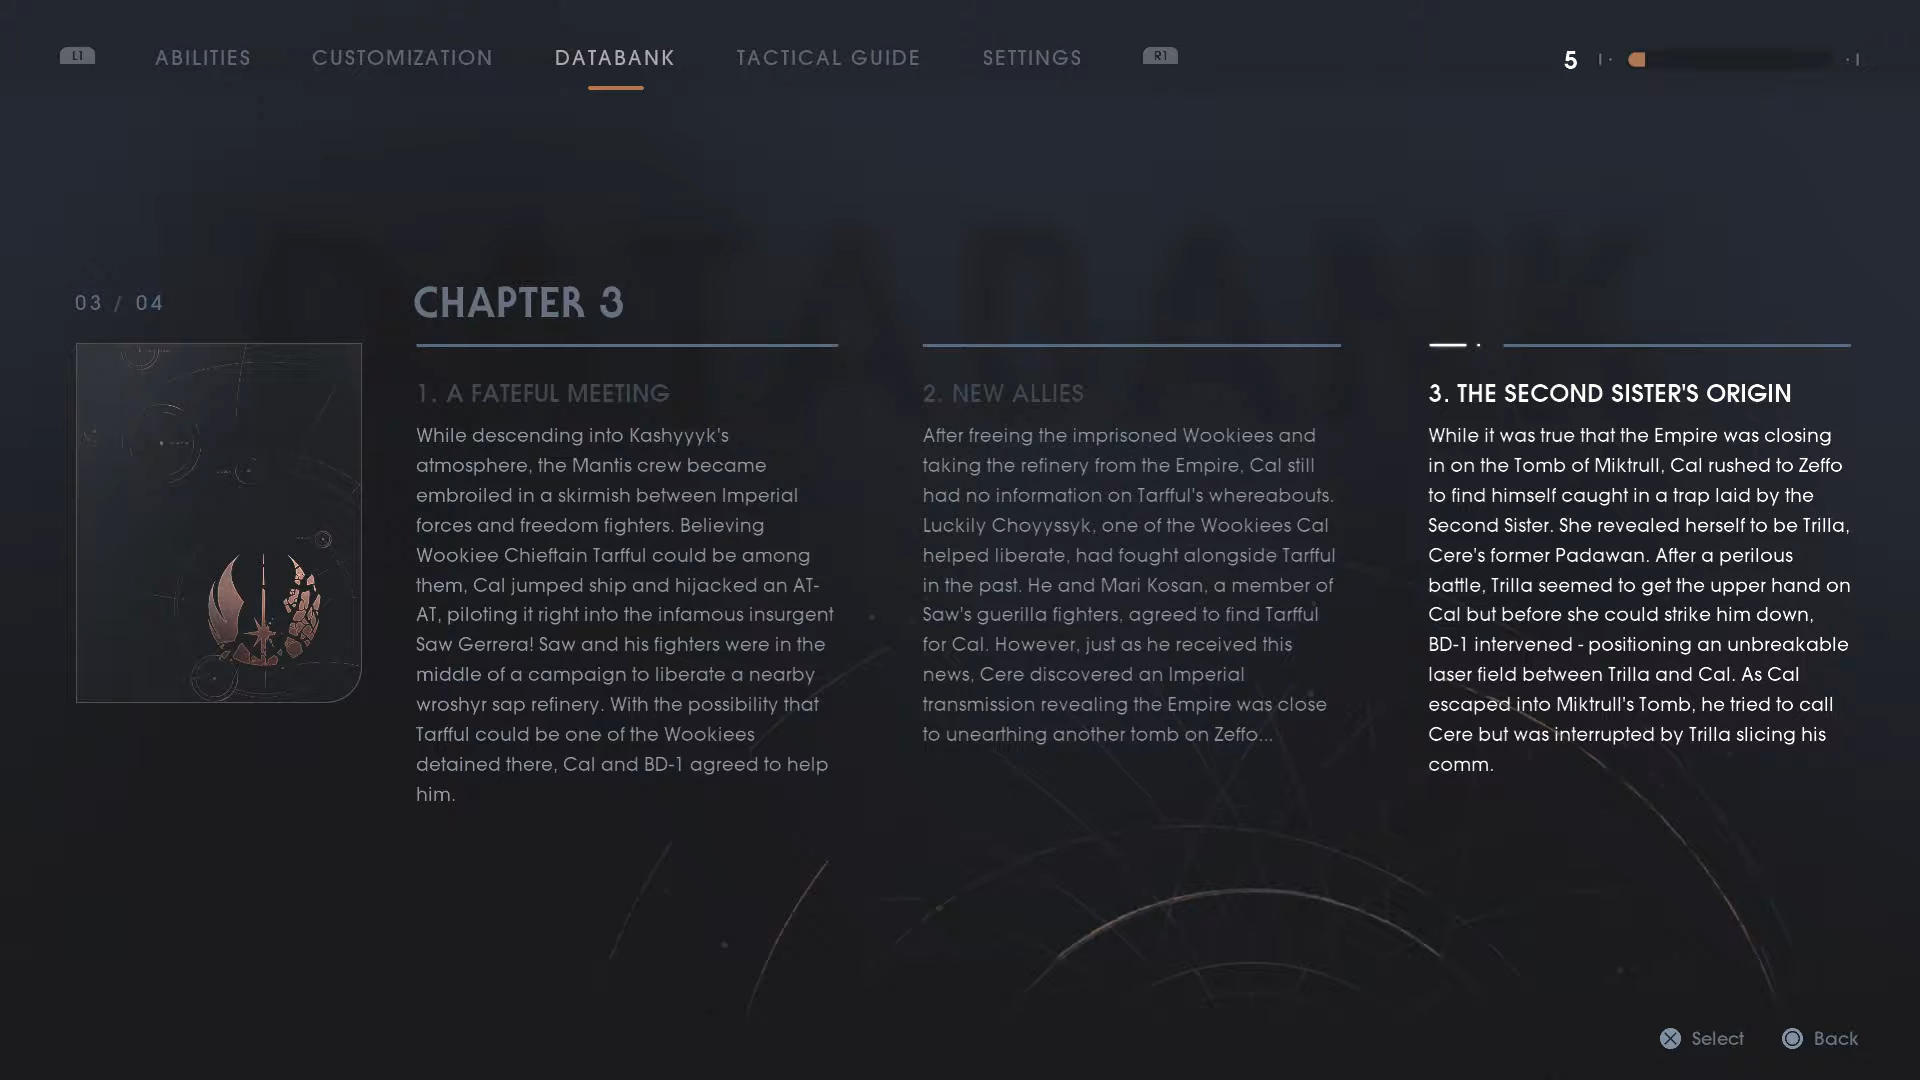 L1 ABILITIES CUSTOMIZATION DATABANK TACTICAL GUIDE SETTINGS R1 5
DATABANK
03 / 04
CHAPTER 3
1. A FATEFUL MEETING
While descending into Kashyyyk's
atmosphere, the Mantis crew became
embroiled in a skirmish between Imperial
forces and freedom fighters. Believing
Wookiee Chieftain Tarfful could be among
them, Cal jumped ship and hijacked an AT-
AT, piloting it right into the infamous insurgent
Saw Gerrera! Saw and his fighters were in the
middle of a campaign to liberate a nearby
wroshyr sap refinery. With the possibility that
Tarfful could be one of the Wookiees
detained there, Cal and BD-1 agreed to help
him.
2. NEW ALLIES
After freeing the imprisoned Wookiees and
taking the refinery from the Empire, Cal still
had no information on Tarfful's whereabouts.
Luckily Choyyssyk, one of the Wookiees Cal
helped liberate, had fought alongside Tarfful
in the past. He and Mari Kosan, a member of
Saw's guerilla fighters, agreed to find Tarfful
for Cal. However, just as he received this
news, Cere discovered an Imperial
transmission revealing the Empire was close
to unearthing another tomb on Zeffo...
3. THE SECOND SISTER'S ORIGIN
While it was true that the Empire was closing
in on the Tomb of Miktrull, Cal rushed to Zeffo
to find himself caught in a trap laid by the
Second Sister. She revealed herself to be Trilla,
Cere's former Padawan. After a perilous
battle, Trilla seemed to get the upper hand on
Cal but before she could strike him down,
BD-1 intervened - positioning an unbreakable
laser field between Trilla and Cal. As Cal
escaped into Miktrull's Tomb, he tried to call
Cere but was interrupted by Trilla slicing his
comm.
Select Back